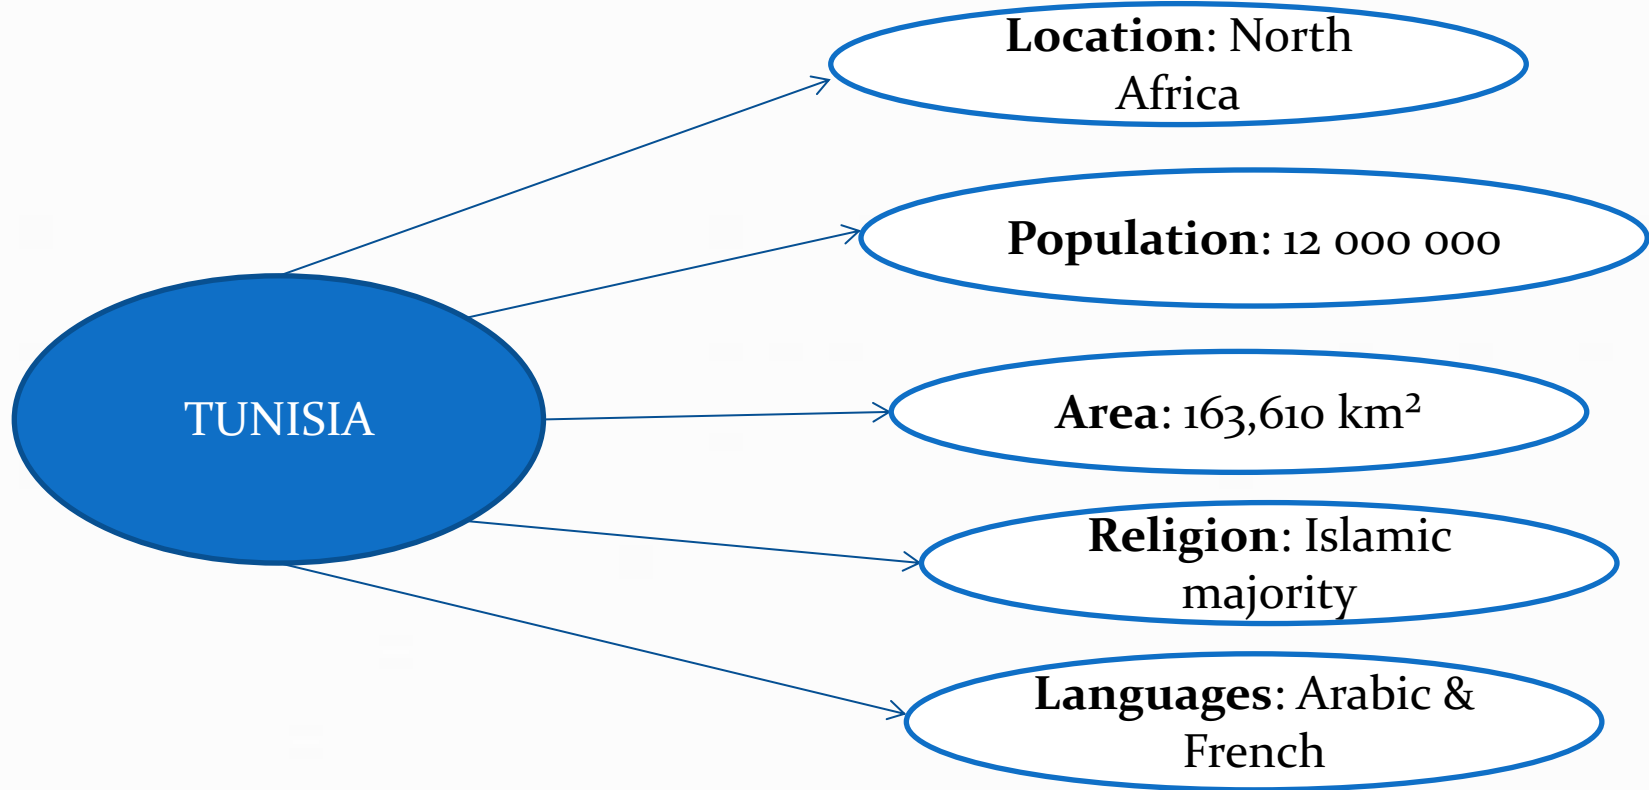 Location: North
Africa
Population: 12 000 000
TUNISIA
Area: 163,610 km²
Religion: Islamic
majority
Languages: Arabic &
French